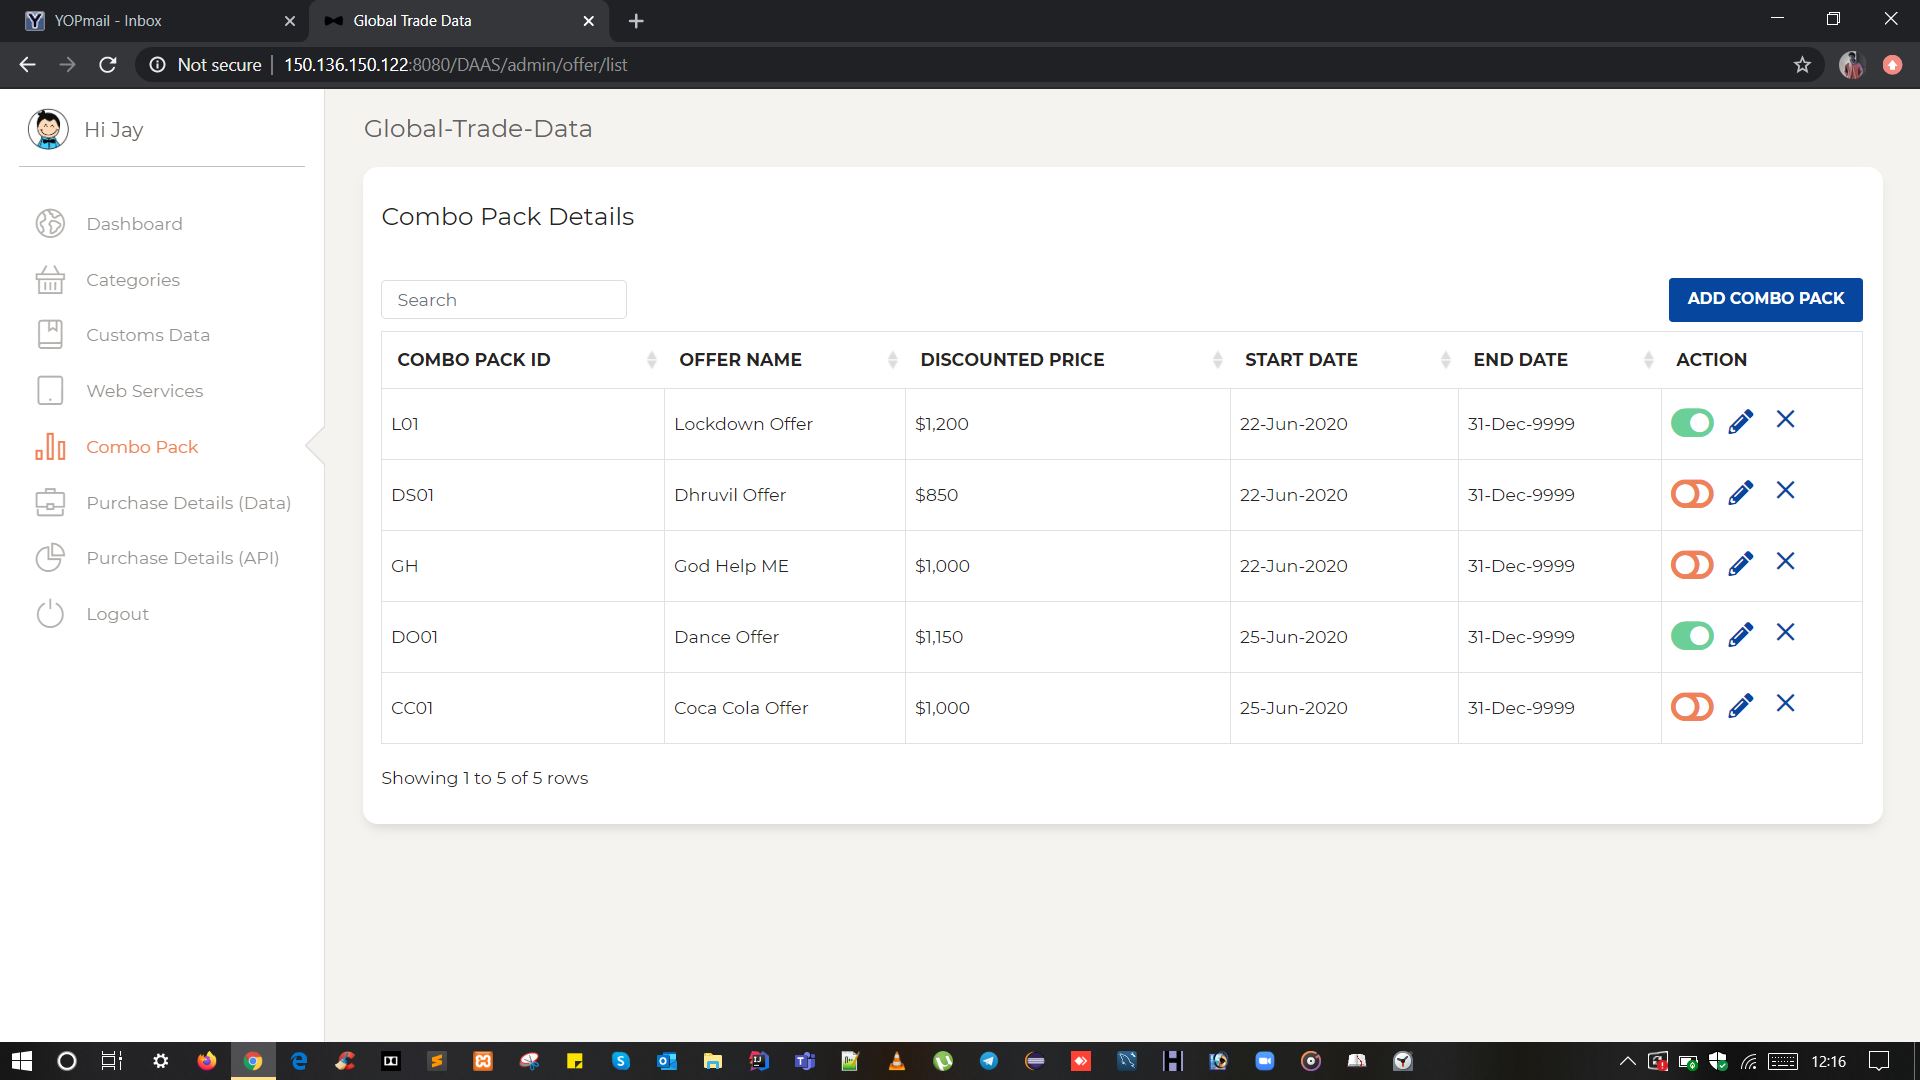 YOPmail - Inbox
Global Trade Data
Not secure
150.136.150.122:8080/DAAS/admin/offer/list
Hi Jay
Dashboard
Categories
Customs Data
Web Services
Combo Pack
Purchase Details (Data)
Purchase Details (API)
Logout
Global-Trade-Data
Combo Pack Details
Search
ADD COMBO PACK
COMBO PACK ID OFFER NAME DISCOUNTED PRICE START DATE END DATE ACTION
L01 Lockdown Offer $1,200 22-Jun-2020 31-Dec-9999
DS01 Dhruvil Offer $850 22-Jun-2020 31-Dec-9999
GH God Help ME $1,000 22-Jun-2020 31-Dec-9999
DO01 Dance Offer $1,150 25-Jun-2020 31-Dec-9999
CC01 Coca Cola Offer $1,000 25-Jun-2020 31-Dec-9999
Showing 1 to 5 of 5 rows
12:16